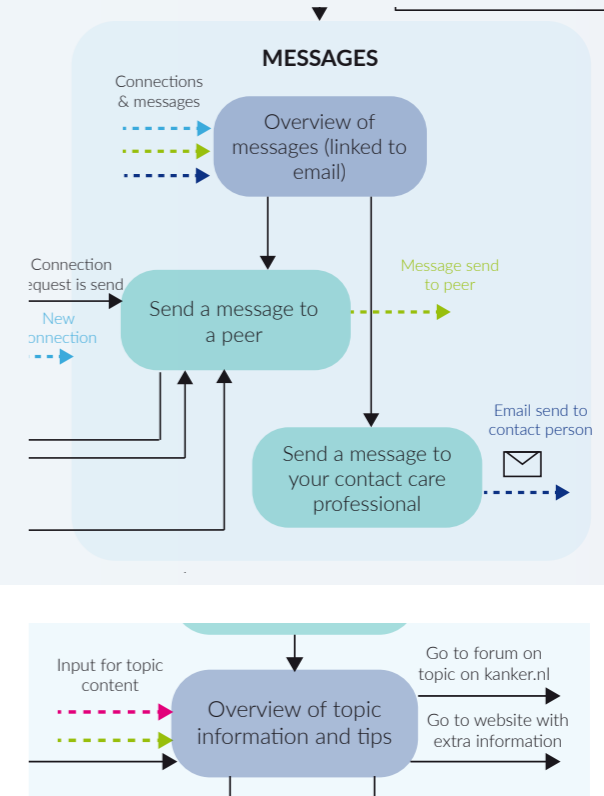 MESSAGES
Connections
& messages
Overview of
messages (linked to
email)
Connection
equest is send
New
onnection
Send a message to
a peer
Message send
to peer
Email send to
contact person
Send a message to
your contact care
professional
Input for topic
content
Overview of topic
information and tips
Go to forum on
topic on kanker.nl
Go to website with
extra information